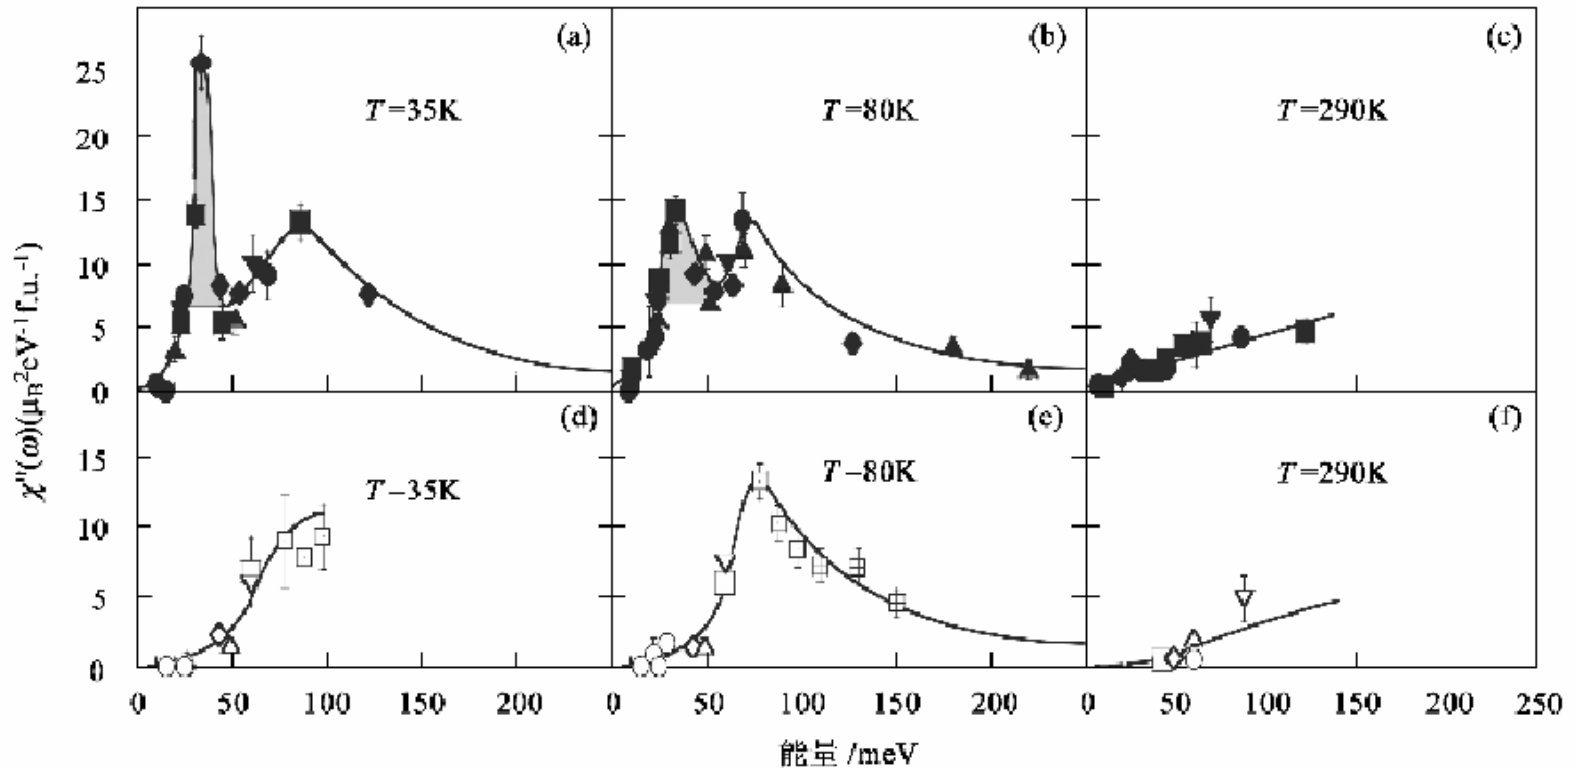 (a) (b) (c)
T=35K T=80K T=290K
25
20
15
10
5
0
(d) (e) (f)
T–35K T–80K T=290K
15
10
5
0
χ''(ω)(μB²eV⁻¹f.u.⁻¹)
0 50 100 150 200 0 50 100 150 200 0 50 100 150 200 250
能量 /meV